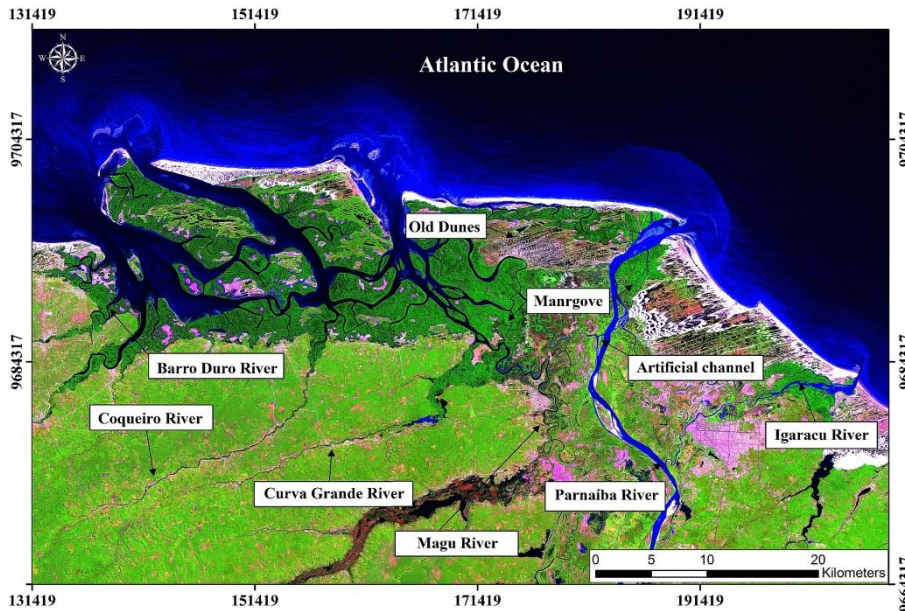 131419 151419 171419 191419
N
W E
S
Atlantic Ocean
9704317 9704317
Old Dunes
Manrgove
9684317 9684317
Barro Duro River
Artificial channel
Coqueiro River
Igaracu River
Curva Grande River
Parnaíba River
Magu River
0 5 10 20
Kilometers
9664317
131419 151419 171419 191419